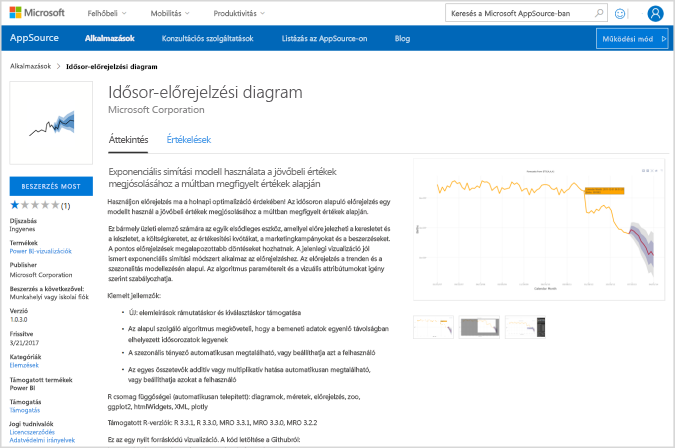 Microsoft
Felhőbeli
Mobilitás
Produktivitás
Keresés a Microsoft AppSource-ban
AppSource
Alkalmazások
Konzultációs szolgáltatások
Listázás az AppSource-on
Blog
Működési mód
Alkalmazások > Idősor-előrejelzési diagram
Idősor-előrejelzési diagram
Microsoft Corporation
Áttekintés
Értékelések
BESZERZÉS MOST
(1)
Díjszabás
Ingyenes
Termékek
Power BI-vizualizációk
Publisher
Microsoft Corporation
Beszerzés a következővel:
Munkahelyi vagy iskolai fiók
Verzió
1.0.3.0
Frissítve
3/21/2017
Kategóriák
Elemzések
Támogatott termékek
Power BI
Támogatás
Támogatás
Jogi tudnivalók
Licencszerződés
Adatvédelmi irányelvek
Exponenciális simítási modell használata a jövőbeli értékek
megjósolásához a múltban megfigyelt értékek alapján
Használjon előrejelzés ma a holnapi optimalizáció érdekében! Az idősoron alapuló előrejelzés egy
modellt használ a jövőbeli értékek megjósolásához a múltban megfigyelt értékek alapján.
Ez bármely üzleti elemző számára az egyik elsődleges eszköz, amellyel előre jelezheti a keresletet és
a készletet, a költségkeretet, az értékesítési kvótákat, a marketingkampányokat és a beszerzéseket.
A pontos előrejelzések megalapozottabb döntéseket hozhatnak. A jelenlegi vizualizáció jól
ismert exponenciális simítási módszert alkalmaz az előrejelzéshez. Az előrejelzés a trenden és a
szezonalitás modellezésén alapul. Az algoritmus paramétereit és a vizuális attribútumokat igény
szerint szabályozhatja.
Kiemelt jellemzők:
• ÚJ: elemleírások rámutatáskor és kiválasztáskor támogatása
• Az alapul szolgáló algoritmus megköveteli, hogy a bemeneti adatok egyenlő távolságban
elhelyezett idősorozatok legyenek
• A szezonális tényező automatikusan megtalálható, vagy beállíthatja azt a felhasználó
• Az egyes összetevők additív vagy multiplikatív hatása automatikusan megtalálható,
vagy beállíthatja azokat a felhasználó
R csomag függőségei (automatikusan telepített): diagramok, méretek, előrejelzés, zoo,
ggplot2, htmlWidgets, XML, plotly
Támogatott R-verziók: R 3.3.1, R 3.3.0, MRO 3.3.1, MRO 3.3.0, MRO 3.2.2
Ez az egy nyílt forráskódú vizualizáció. A kód letöltése a Githubról:
Calendar Month